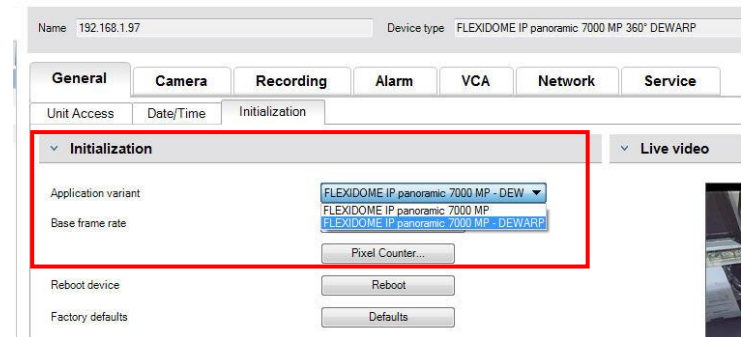 Name 192.168.1.97 Device type FLEXIDOME IP panoramic 7000 MP 360° DEWARP
General Camera Recording Alarm VCA Network Service
Unit Access Date/Time Initialization
Initialization Live video
Application variant FLEXIDOME IP panoramic 7000 MP - DEW
FLEXIDOME IP panoramic 7000 MP
Base frame rate FLEXIDOME IP panoramic 7000 MP - DEWARP
Pixel Counter...
Reboot device Reboot
Factory defaults Defaults